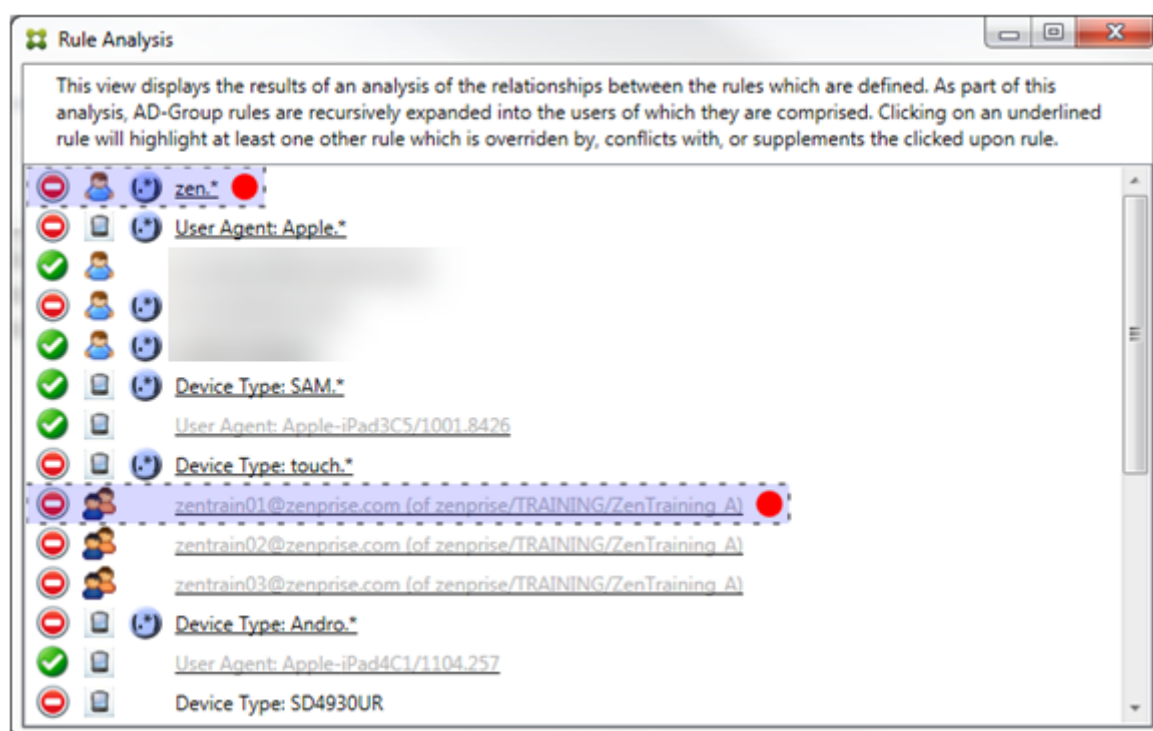 Rule Analysis
This view displays the results of an analysis of the relationships between the rules which are defined. As part of this
analysis, AD-Group rules are recursively expanded into the users of which they are comprised. Clicking on an underlined
rule will highlight at least one other rule which is overriden by, conflicts with, or supplements the clicked upon rule.
(.*) zen.*
(.*) User Agent: Apple.*
(.*)
(.*)
(.*) Device Type: SAM.*
User Agent: Apple-iPad3C5/1001.8426
(.*) Device Type: touch.*
zentrain01@zenprise.com (of zenprise/TRAINING/ZenTraining_A)
zentrain02@zenprise.com (of zenprise/TRAINING/ZenTraining_A)
zentrain03@zenprise.com (of zenprise/TRAINING/ZenTraining_A)
(.*) Device Type: Andro.*
User Agent: Apple-iPad4C1/1104.257
Device Type: SD4930UR